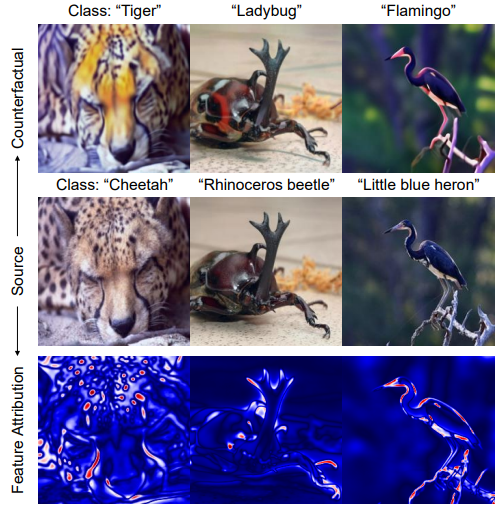 Class: “Tiger”
“Ladybug”
“Flamingo”
Counterfactual
Class: “Cheetah”
“Rhinoceros beetle”
“Little blue heron”
Source
Feature Attribution